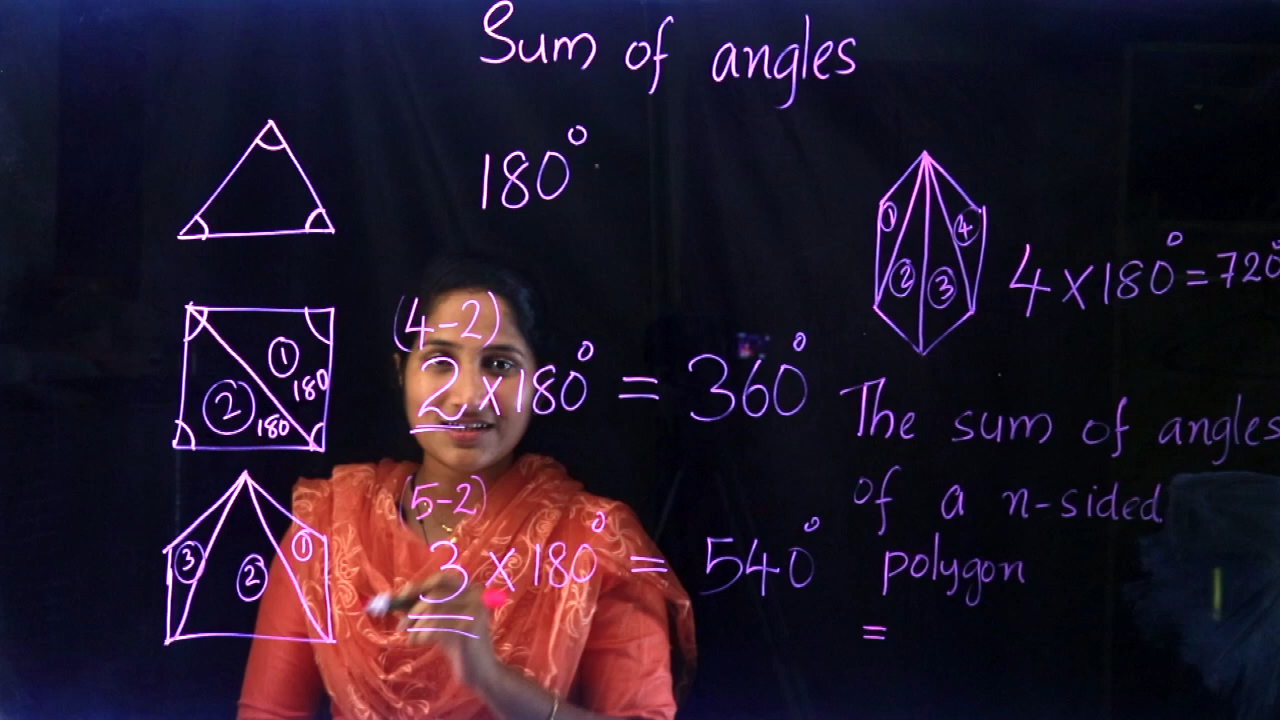 Sum of angles
180°
① 180
② 180
(4-2)
2 × 180° = 360°
③ ② ①
(5-2)
3 × 180° = 540°
① ② ③ ④
4 × 180° = 720°
The sum of angles
of a n-sided
polygon
=